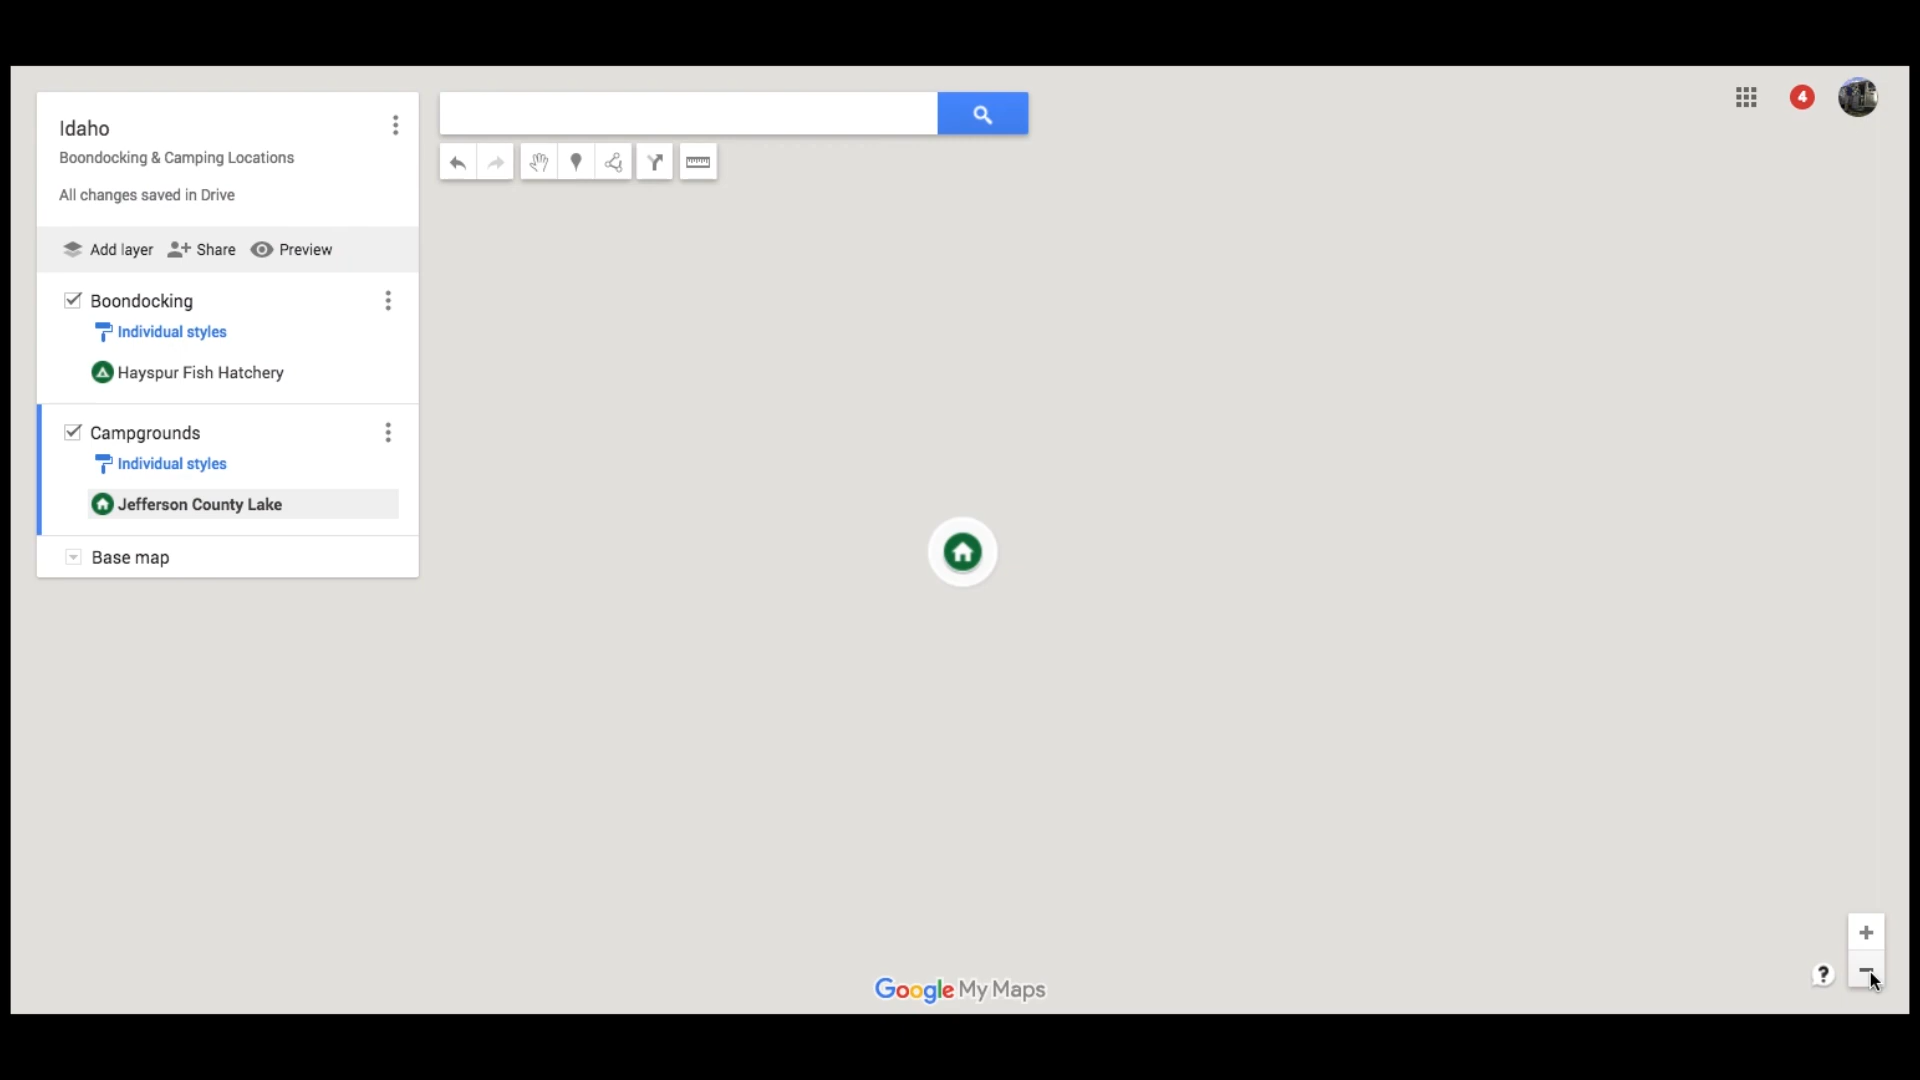 Idaho
Boondocking & Camping Locations
All changes saved in Drive
Add layer Share Preview
Boondocking
Individual styles
Hayspur Fish Hatchery
Campgrounds
Individual styles
Jefferson County Lake
Base map
4
?
Google My Maps